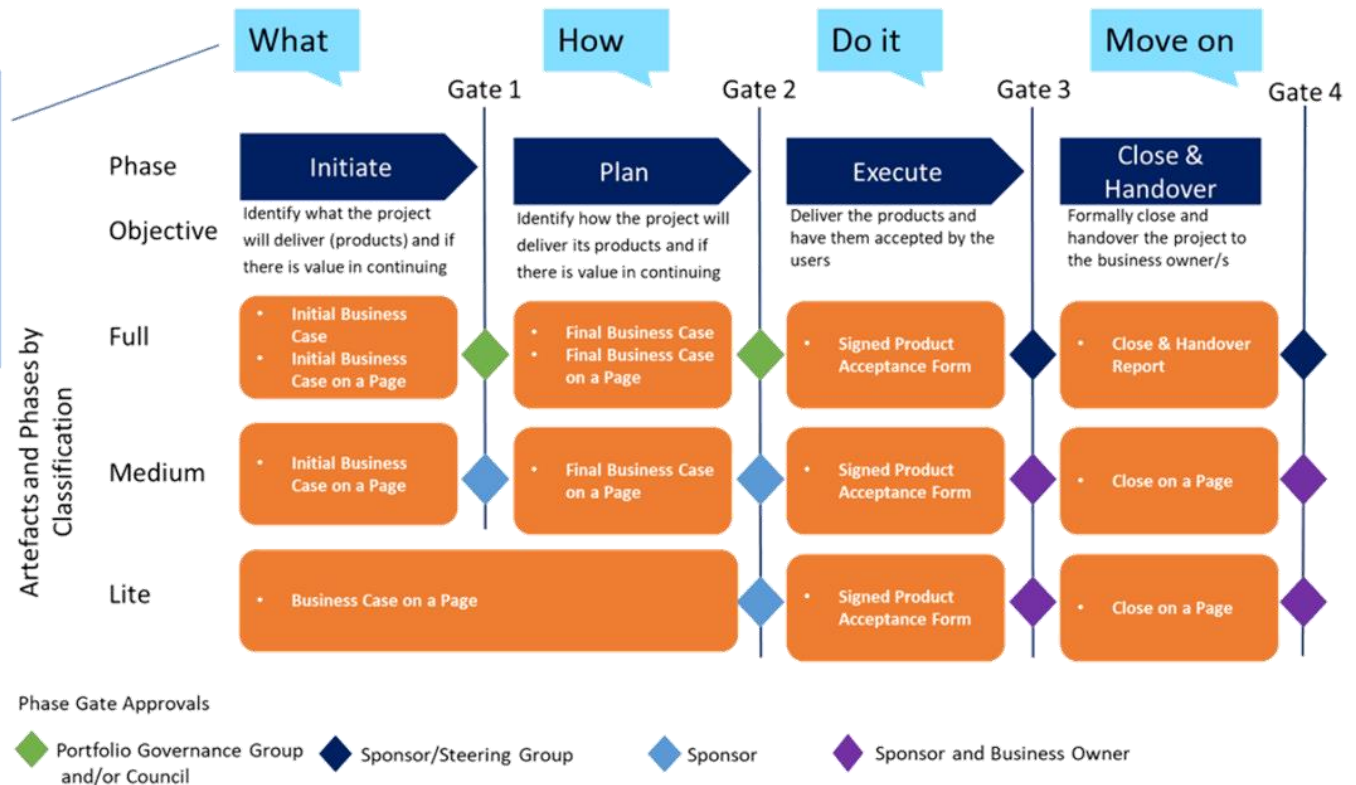 What
How
Do it
Move on
Gate 1
Gate 2
Gate 3
Gate 4
Phase
Initiate
Plan
Execute
Close &
Handover
Objective
Identify what the project
will deliver (products) and if
there is value in continuing
Identify how the project will
deliver its products and if
there is value in continuing
Deliver the products and
have them accepted by the
users
Formally close and
handover the project to
the business owner/s
Artefacts and Phases by
Classification
Full
• Initial Business
Case
• Initial Business
Case on a Page
• Final Business Case
• Final Business Case
on a Page
• Signed Product
Acceptance Form
• Close & Handover
Report
Medium
• Initial Business
Case on a Page
• Final Business Case
on a Page
• Signed Product
Acceptance Form
• Close on a Page
Lite
• Business Case on a Page
• Signed Product
Acceptance Form
• Close on a Page
Phase Gate Approvals
Portfolio Governance Group
and/or Council
Sponsor/Steering Group
Sponsor
Sponsor and Business Owner